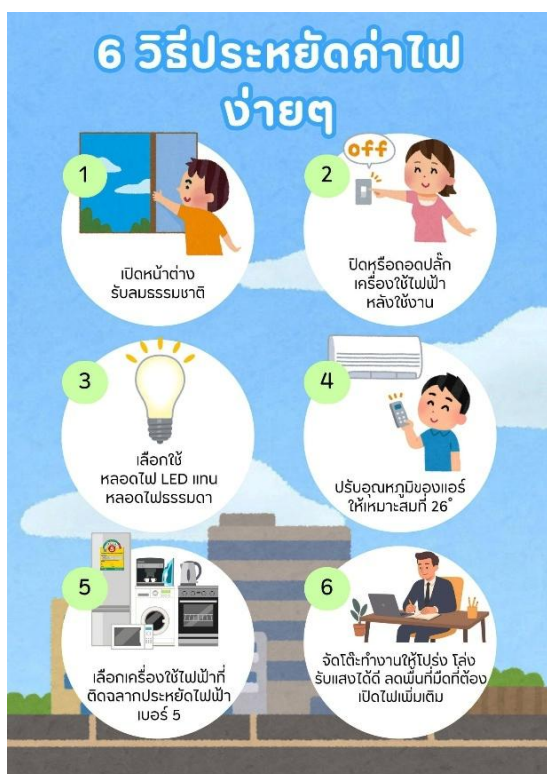 6 วิธีประหยัดค่าไฟ
ง่ายๆ
1
เปิดหน้าต่าง
รับลมธรรมชาติ
off
2
ปิดหรือถอดปลั๊ก
เครื่องใช้ไฟฟ้า
หลังใช้งาน
3
เลือกใช้
หลอดไฟ LED แทน
หลอดไฟธรรมดา
4
ปรับอุณหภูมิของแอร์
ให้เหมาะสมที่ 26°
5
เลือกเครื่องใช้ไฟฟ้าที่
ติดฉลากประหยัดไฟฟ้า
เบอร์ 5
6
จัดโต๊ะทำงานให้โปร่ง โล่ง
รับแสงได้ดี ลดพื้นที่มืดที่ต้อง
เปิดไฟเพิ่มเติม